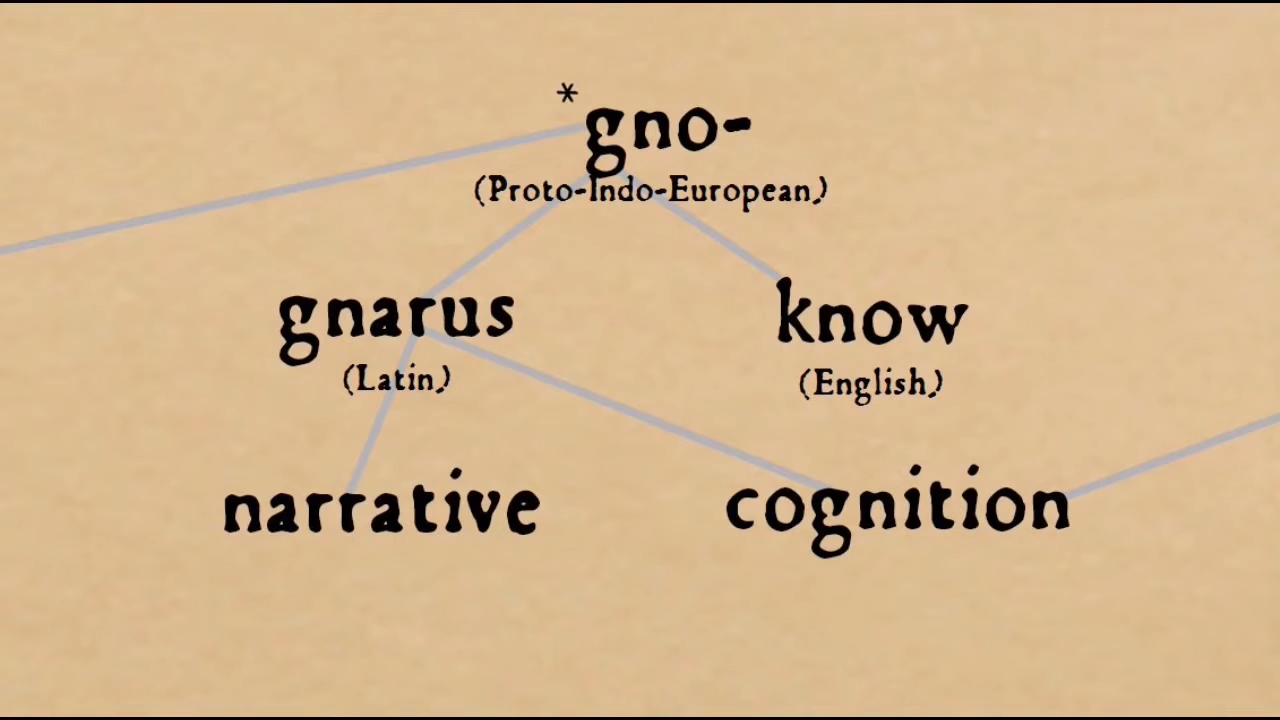 *gno-
(Proto-Indo-European)
gnarus
know
(Latin)
(English)
narrative
cognition